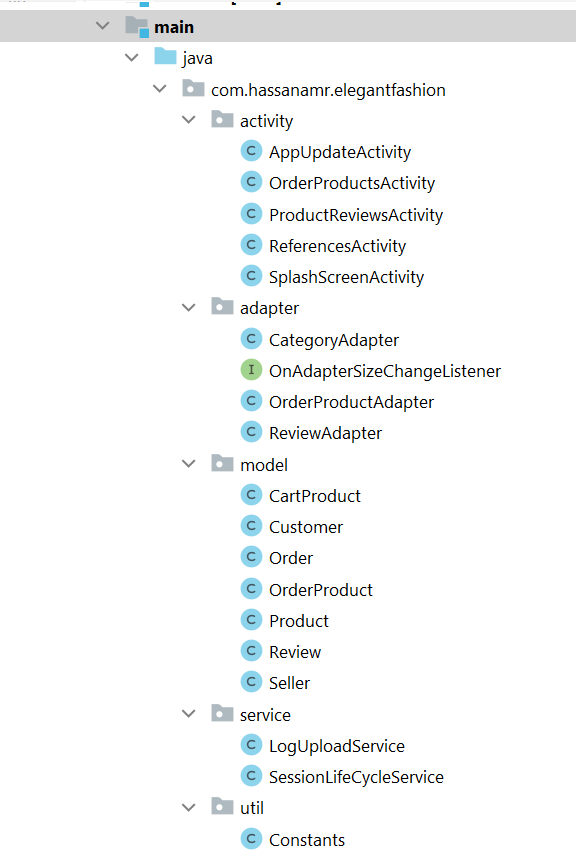 main
java
com.hassanamr.elegantfashion
activity
C AppUpdateActivity
C OrderProductsActivity
C ProductReviewsActivity
C ReferencesActivity
C SplashScreenActivity
adapter
C CategoryAdapter
I OnAdapterSizeChangeListener
C OrderProductAdapter
C ReviewAdapter
model
C CartProduct
C Customer
C Order
C OrderProduct
C Product
C Review
C Seller
service
C LogUploadService
C SessionLifeCycleService
util
C Constants